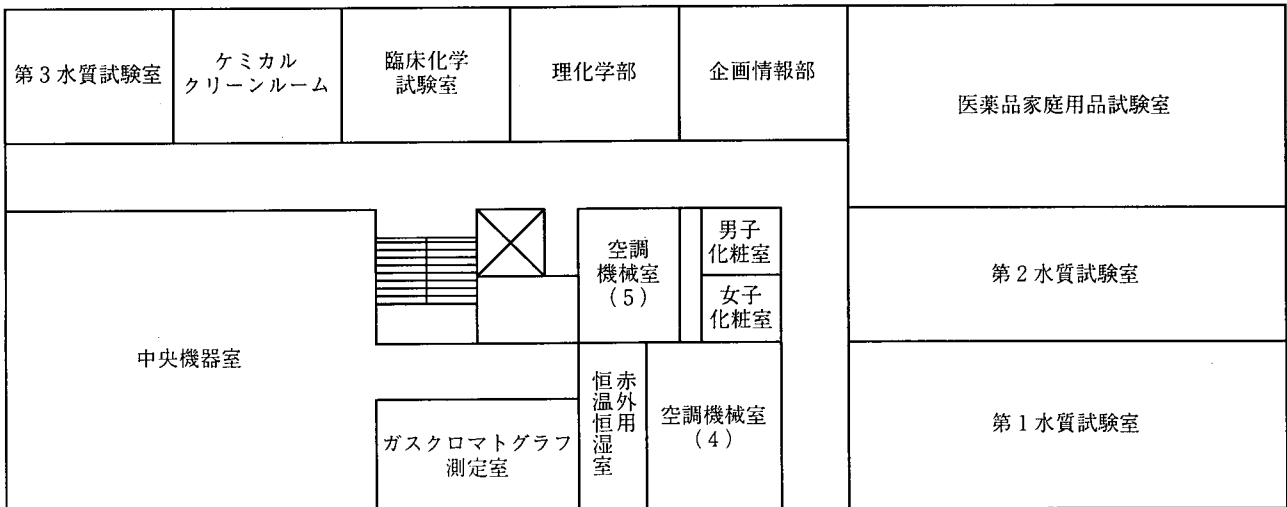 第3水質試験室
ケミカル
クリーンルーム
臨床化学
試験室
理化学部
企画情報部
医薬品家庭用品試験室
空調
機械室
(5)
男子
化粧室
女子
化粧室
第2水質試験室
中央機器室
赤外用
恒温恒湿室
空調機械室
(4)
ガスクロマトグラフ
測定室
第1水質試験室